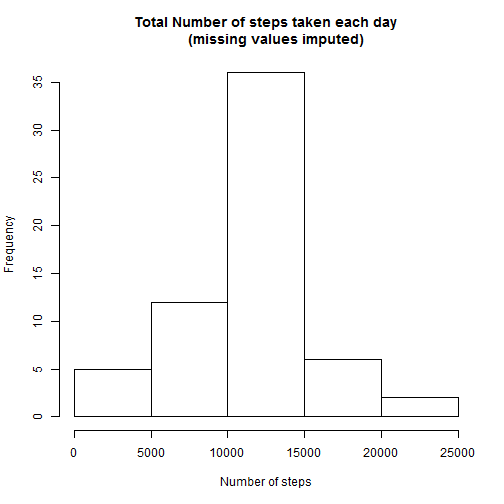 Total Number of steps taken each day
(missing values imputed)
35
30
25
20
15
10
5
0
Frequency
0 5000 10000 15000 20000 25000
Number of steps